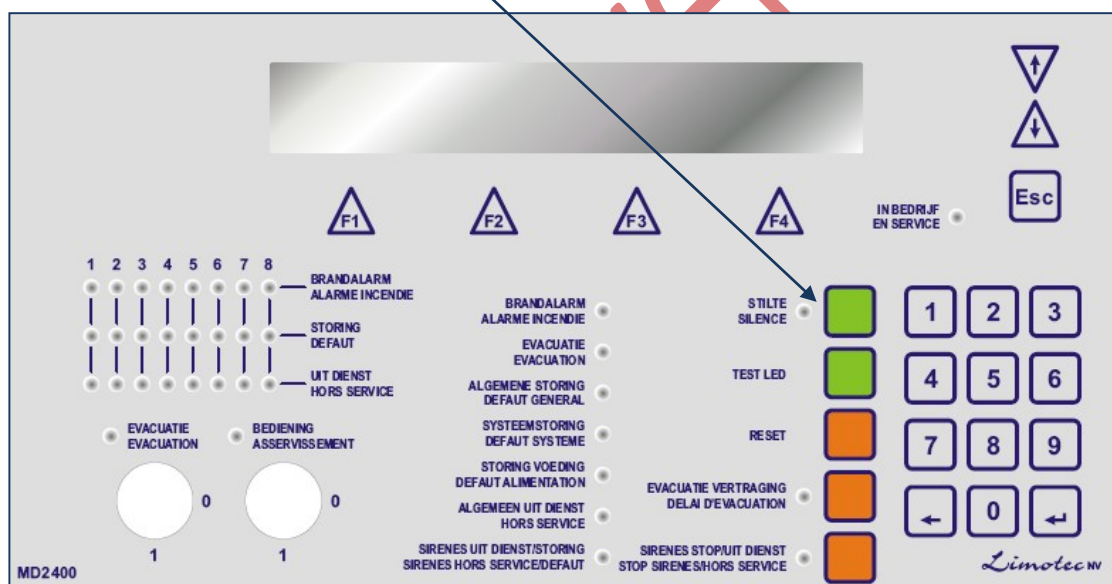 F1 F2 F3 F4
Esc
IN BEDRIJF
EN SERVICE
1 2 3 4 5 6 7 8
BRANDALARM
ALARME INCENDIE
STORING
DEFAUT
UIT DIENST
HORS SERVICE
EVACUATIE
EVACUATION
BEDIENING
ASSERVISSEMENT
0
1
0
1
BRANDALARM
ALARME INCENDIE
EVACUATIE
EVACUATION
ALGEMENE STORING
DEFAUT GENERAL
SYSTEEMSTORING
DEFAUT SYSTEME
STORING VOEDING
DEFAUT ALIMENTATION
ALGEMEEN UIT DIENST
HORS SERVICE
SIRENES UIT DIENST/STORING
SIRENES HORS SERVICE/DEFAUT
STILTE
SILENCE
TEST LED
RESET
EVACUATIE VERTRAGING
DELAI D'EVACUATION
SIRENES STOP/UIT DIENST
STOP SIRENES/HORS SERVICE
1 2 3
4 5 6
7 8 9
0
MD2400
Limotec NV